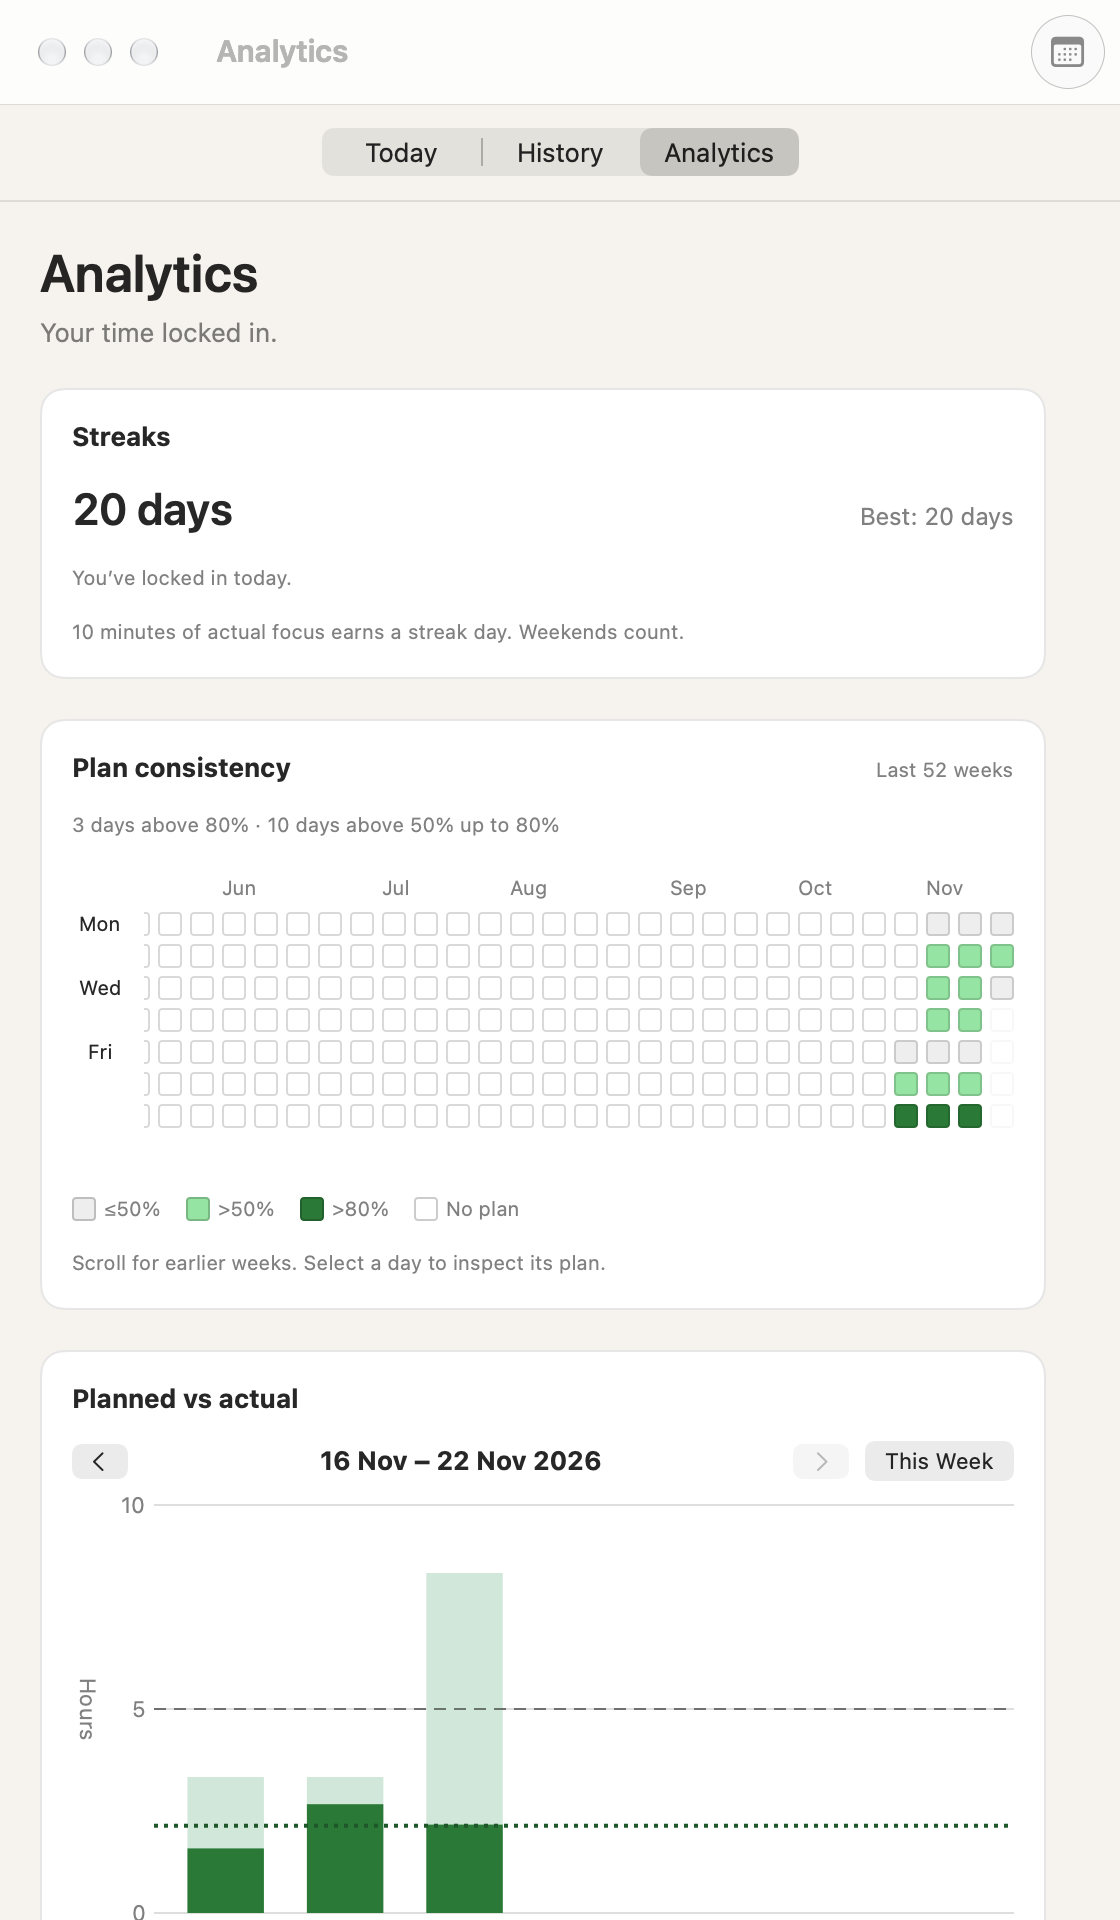 Analytics
Today
History
Analytics
Analytics
Your time locked in.
Streaks
20 days
Best: 20 days
You’ve locked in today.
10 minutes of actual focus earns a streak day. Weekends count.
Plan consistency
Last 52 weeks
3 days above 80% · 10 days above 50% up to 80%
Jun Jul Aug Sep Oct Nov
Mon
Wed
Fri
≤50% >50% >80% No plan
Scroll for earlier weeks. Select a day to inspect its plan.
Planned vs actual
16 Nov – 22 Nov 2026
This Week
10
Hours
5
0